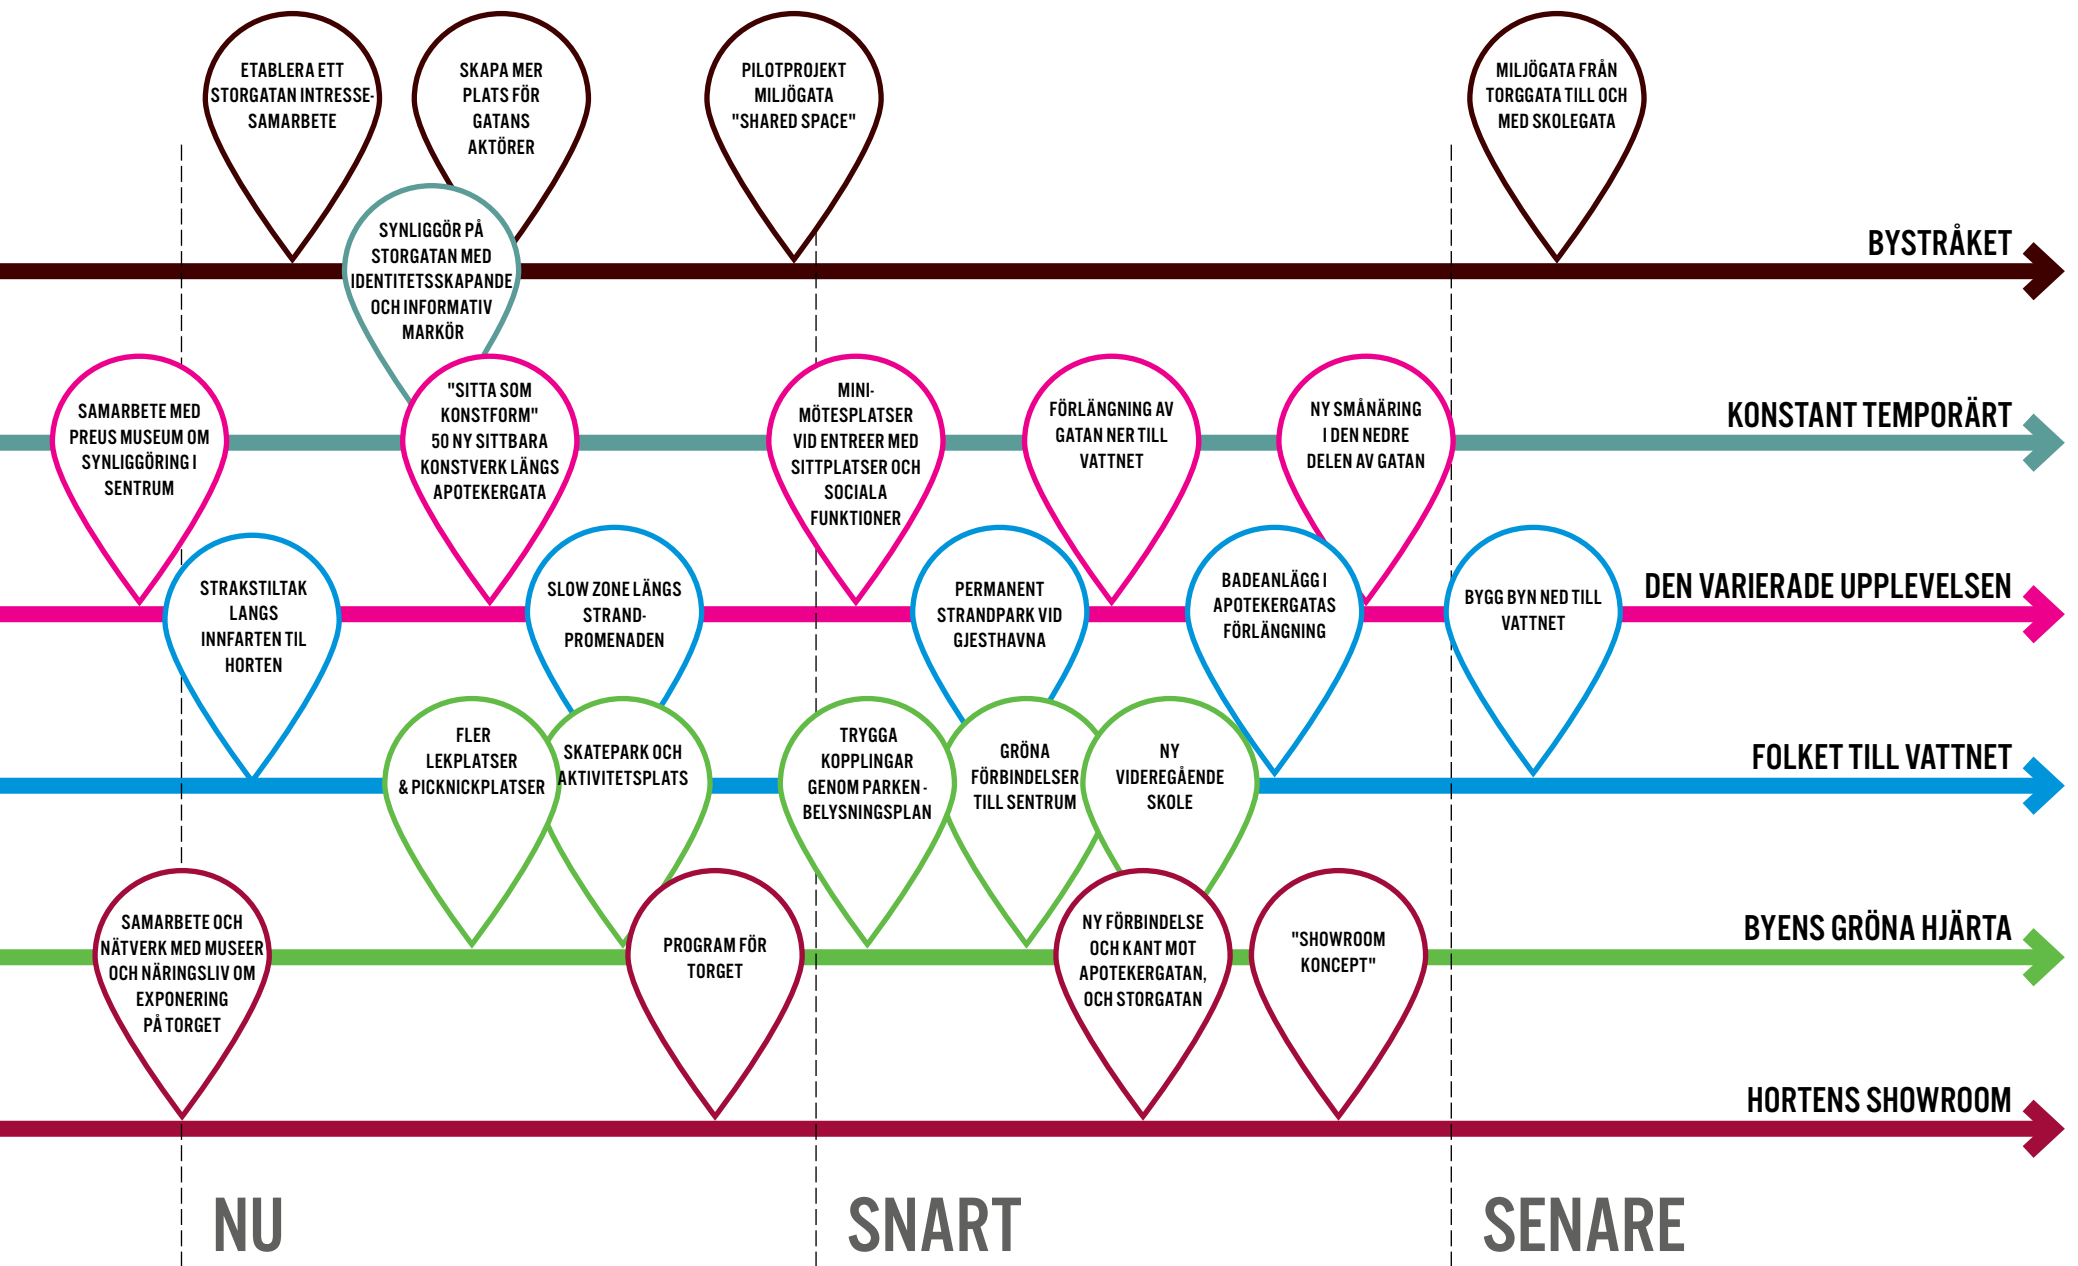 ETABLERA ETT
STORGATAN INTRESSE-
SAMARBETE
SKAPA MER
PLATS FÖR
GATANS
AKTÖRER
PILOTPROJEKT
MILJÖGATA
"SHARED SPACE"
MILJÖGATA FRÅN
TORGGATA TILL OCH
MED SKOLEGATA
BYSTRÅKET
SYNLIGGÖR PÅ
STORGATAN MED
IDENTITETSSKAPANDE
OCH INFORMATIV
MARKÖR
KONSTANT TEMPORÄRT
SAMARBETE MED
PREUS MUSEUM OM
SYNLIGGÖRING I
SENTRUM
"SITTA SOM
KONSTFORM"
50 NY SITTBARA
KONSTVERK LÄNGS
APOTEKERGATA
MINI-
MÖTESPLATSER
VID ENTREER MED
SITTPLATSER OCH
SOCIALA
FUNKTIONER
FÖRLÄNGNING AV
GATAN NER TILL
VATTNET
NY SMÅNÄRING
I DEN NEDRE
DELEN AV GATAN
DEN VARIERADE UPPLEVELSEN
STRAKSTILTAK
LANGS
INNFARTEN TIL
HORTEN
SLOW ZONE LÄNGS
STRAND-
PROMENADEN
PERMANENT
STRANDPARK VID
GJESTHAVNA
BADEANLÄGG I
APOTEKERGATAS
FÖRLÄNGNING
BYGG BYN NED TILL
VATTNET
FOLKET TILL VATTNET
FLER
LEKPLATSER
& PICKNICKPLATSER
SKATEPARK OCH
AKTIVITETSPLATS
TRYGGA
KOPPLINGAR
GENOM PARKEN -
BELYSNINGSPLAN
GRÖNA
FÖRBINDELSER
TILL SENTRUM
NY
VIDEREGÅENDE
SKOLE
BYENS GRÖNA HJÄRTA
SAMARBETE OCH
NÄTVERK MED MUSEER
OCH NÄRINGSLIV OM
EXPONERING
PÅ TORGET
PROGRAM FÖR
TORGET
NY FÖRBINDELSE
OCH KANT MOT
APOTEKERGATAN,
OCH STORGATAN
"SHOWROOM
KONCEPT"
HORTENS SHOWROOM
NU
SNART
SENARE